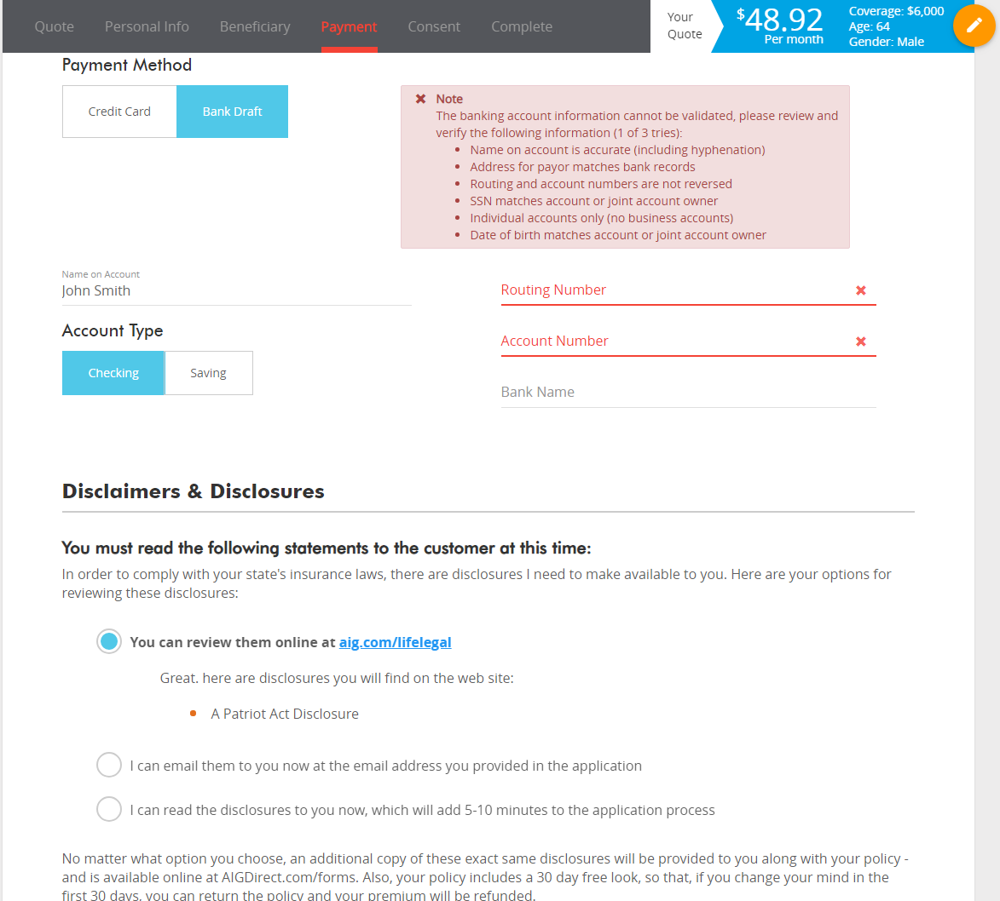 Quote Personal Info Beneficiary Payment Consent Complete
Your
Quote
$48.92
Per month
Coverage: $6,000
Age: 64
Gender: Male
Payment Method
Credit Card Bank Draft
Note
The banking account information cannot be validated, please review and
verify the following information (1 of 3 tries):
Name on account is accurate (including hyphenation)
Address for payor matches bank records
Routing and account numbers are not reversed
SSN matches account or joint account owner
Individual accounts only (no business accounts)
Date of birth matches account or joint account owner
Name on Account
John Smith
Account Type
Checking Saving
Routing Number
Account Number
Bank Name
Disclaimers & Disclosures
You must read the following statements to the customer at this time:
In order to comply with your state's insurance laws, there are disclosures I need to make available to you. Here are your options for
reviewing these disclosures:
You can review them online at aig.com/lifelegal
Great. here are disclosures you will find on the web site:
A Patriot Act Disclosure
I can email them to you now at the email address you provided in the application
I can read the disclosures to you now, which will add 5-10 minutes to the application process
No matter what option you choose, an additional copy of these exact same disclosures will be provided to you along with your policy -
and is available online at AIGDirect.com/forms. Also, your policy includes a 30 day free look, so that, if you change your mind in the
first 30 days, you can return the policy and your premium will be refunded.